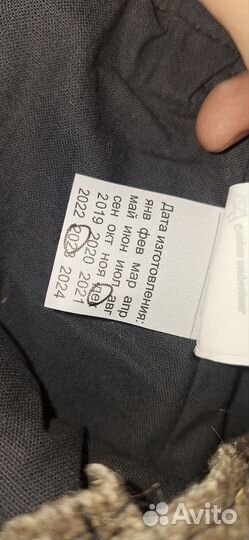 Дата изготовления:
янв фев мар апр
май июн июл авг
сен окт ноя дек
2019 2020 2021
2022 2023 2024
Avito